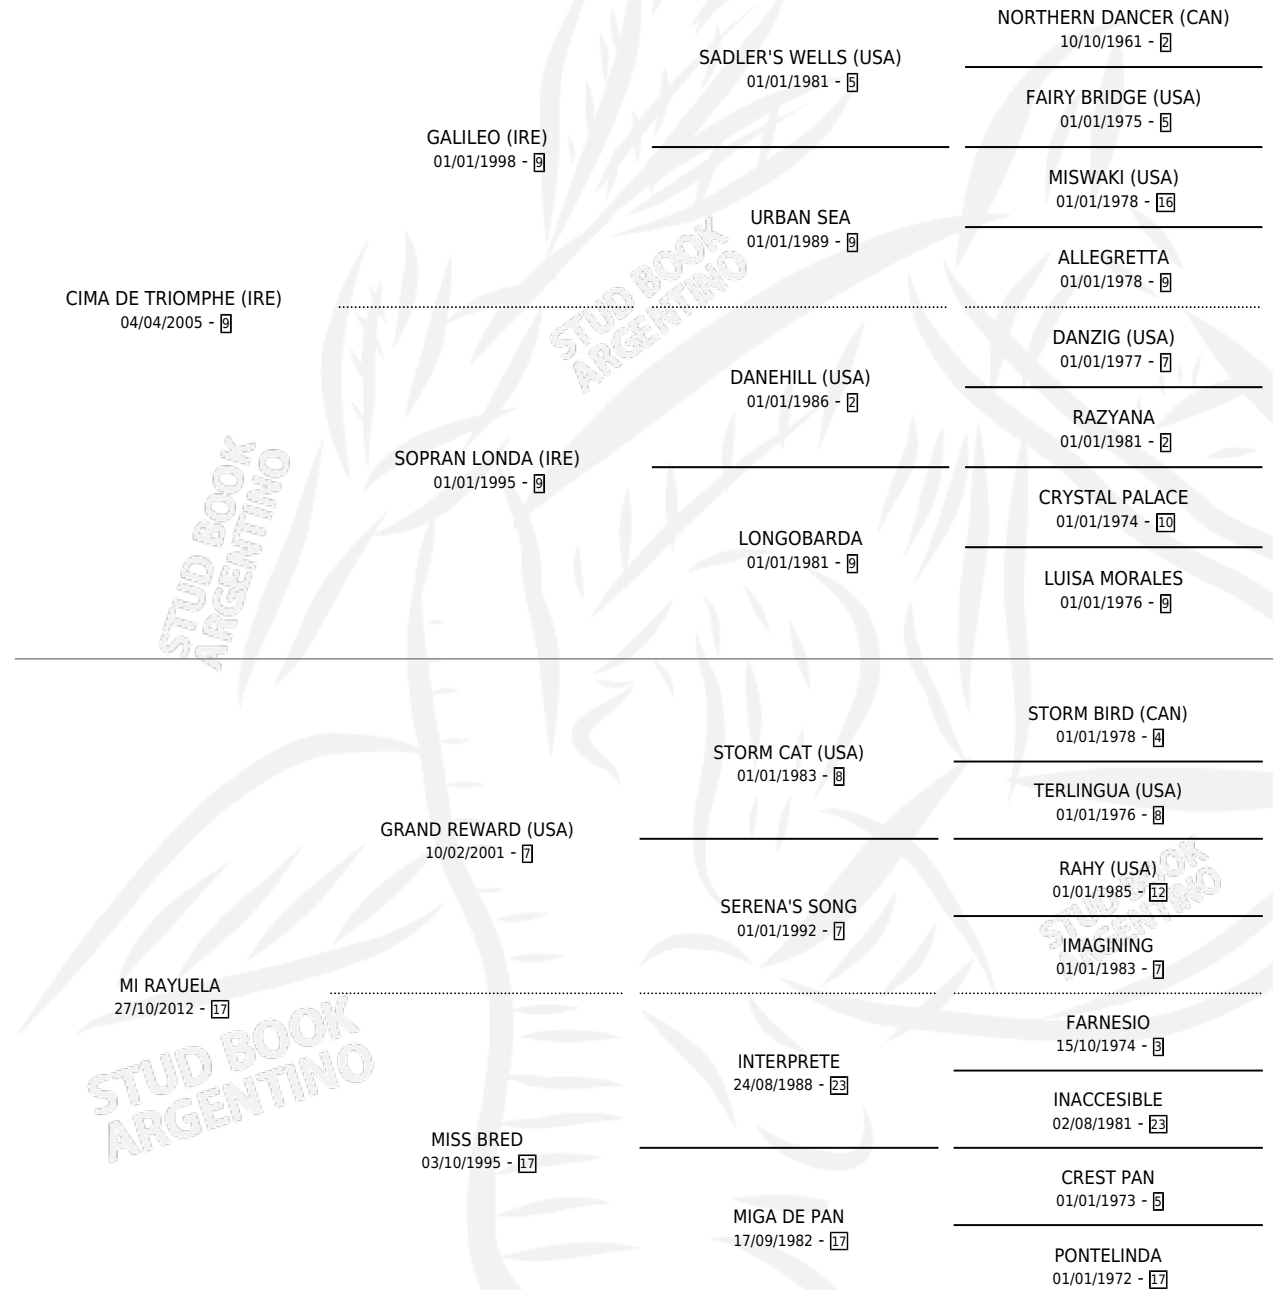 NORTHERN DANCER (CAN)
10/10/1961 - 2
SADLER'S WELLS (USA)
01/01/1981 - 5
FAIRY BRIDGE (USA)
01/01/1975 - 5
GALILEO (IRE)
01/01/1998 - 9
MISWAKI (USA)
01/01/1978 - 16
URBAN SEA
01/01/1989 - 9
ALLEGRETTA
01/01/1978 - 9
CIMA DE TRIOMPHE (IRE)
04/04/2005 - 9
DANZIG (USA)
01/01/1977 - 7
DANEHILL (USA)
01/01/1986 - 2
RAZYANA
01/01/1981 - 2
SOPRAN LONDA (IRE)
01/01/1995 - 9
CRYSTAL PALACE
01/01/1974 - 10
LONGOBARDA
01/01/1981 - 9
LUISA MORALES
01/01/1976 - 9
STORM BIRD (CAN)
01/01/1978 - 4
STORM CAT (USA)
01/01/1983 - 8
TERLINGUA (USA)
01/01/1976 - 8
GRAND REWARD (USA)
10/02/2001 - 7
RAHY (USA)
01/01/1985 - 12
SERENA'S SONG
01/01/1992 - 7
IMAGINING
01/01/1983 - 7
MI RAYUELA
27/10/2012 - 17
FARNESIO
15/10/1974 - 3
INTERPRETE
24/08/1988 - 23
INACCESIBLE
02/08/1981 - 23
MISS BRED
03/10/1995 - 17
CREST PAN
01/01/1973 - 5
MIGA DE PAN
17/09/1982 - 17
PONTELINDA
01/01/1972 - 17
STUD BOOK
ARGENTINO
STUD BOOK
ARGENTINO
STUD BOOK
ARGENTINO
STUD BOOK
ARGENTINO